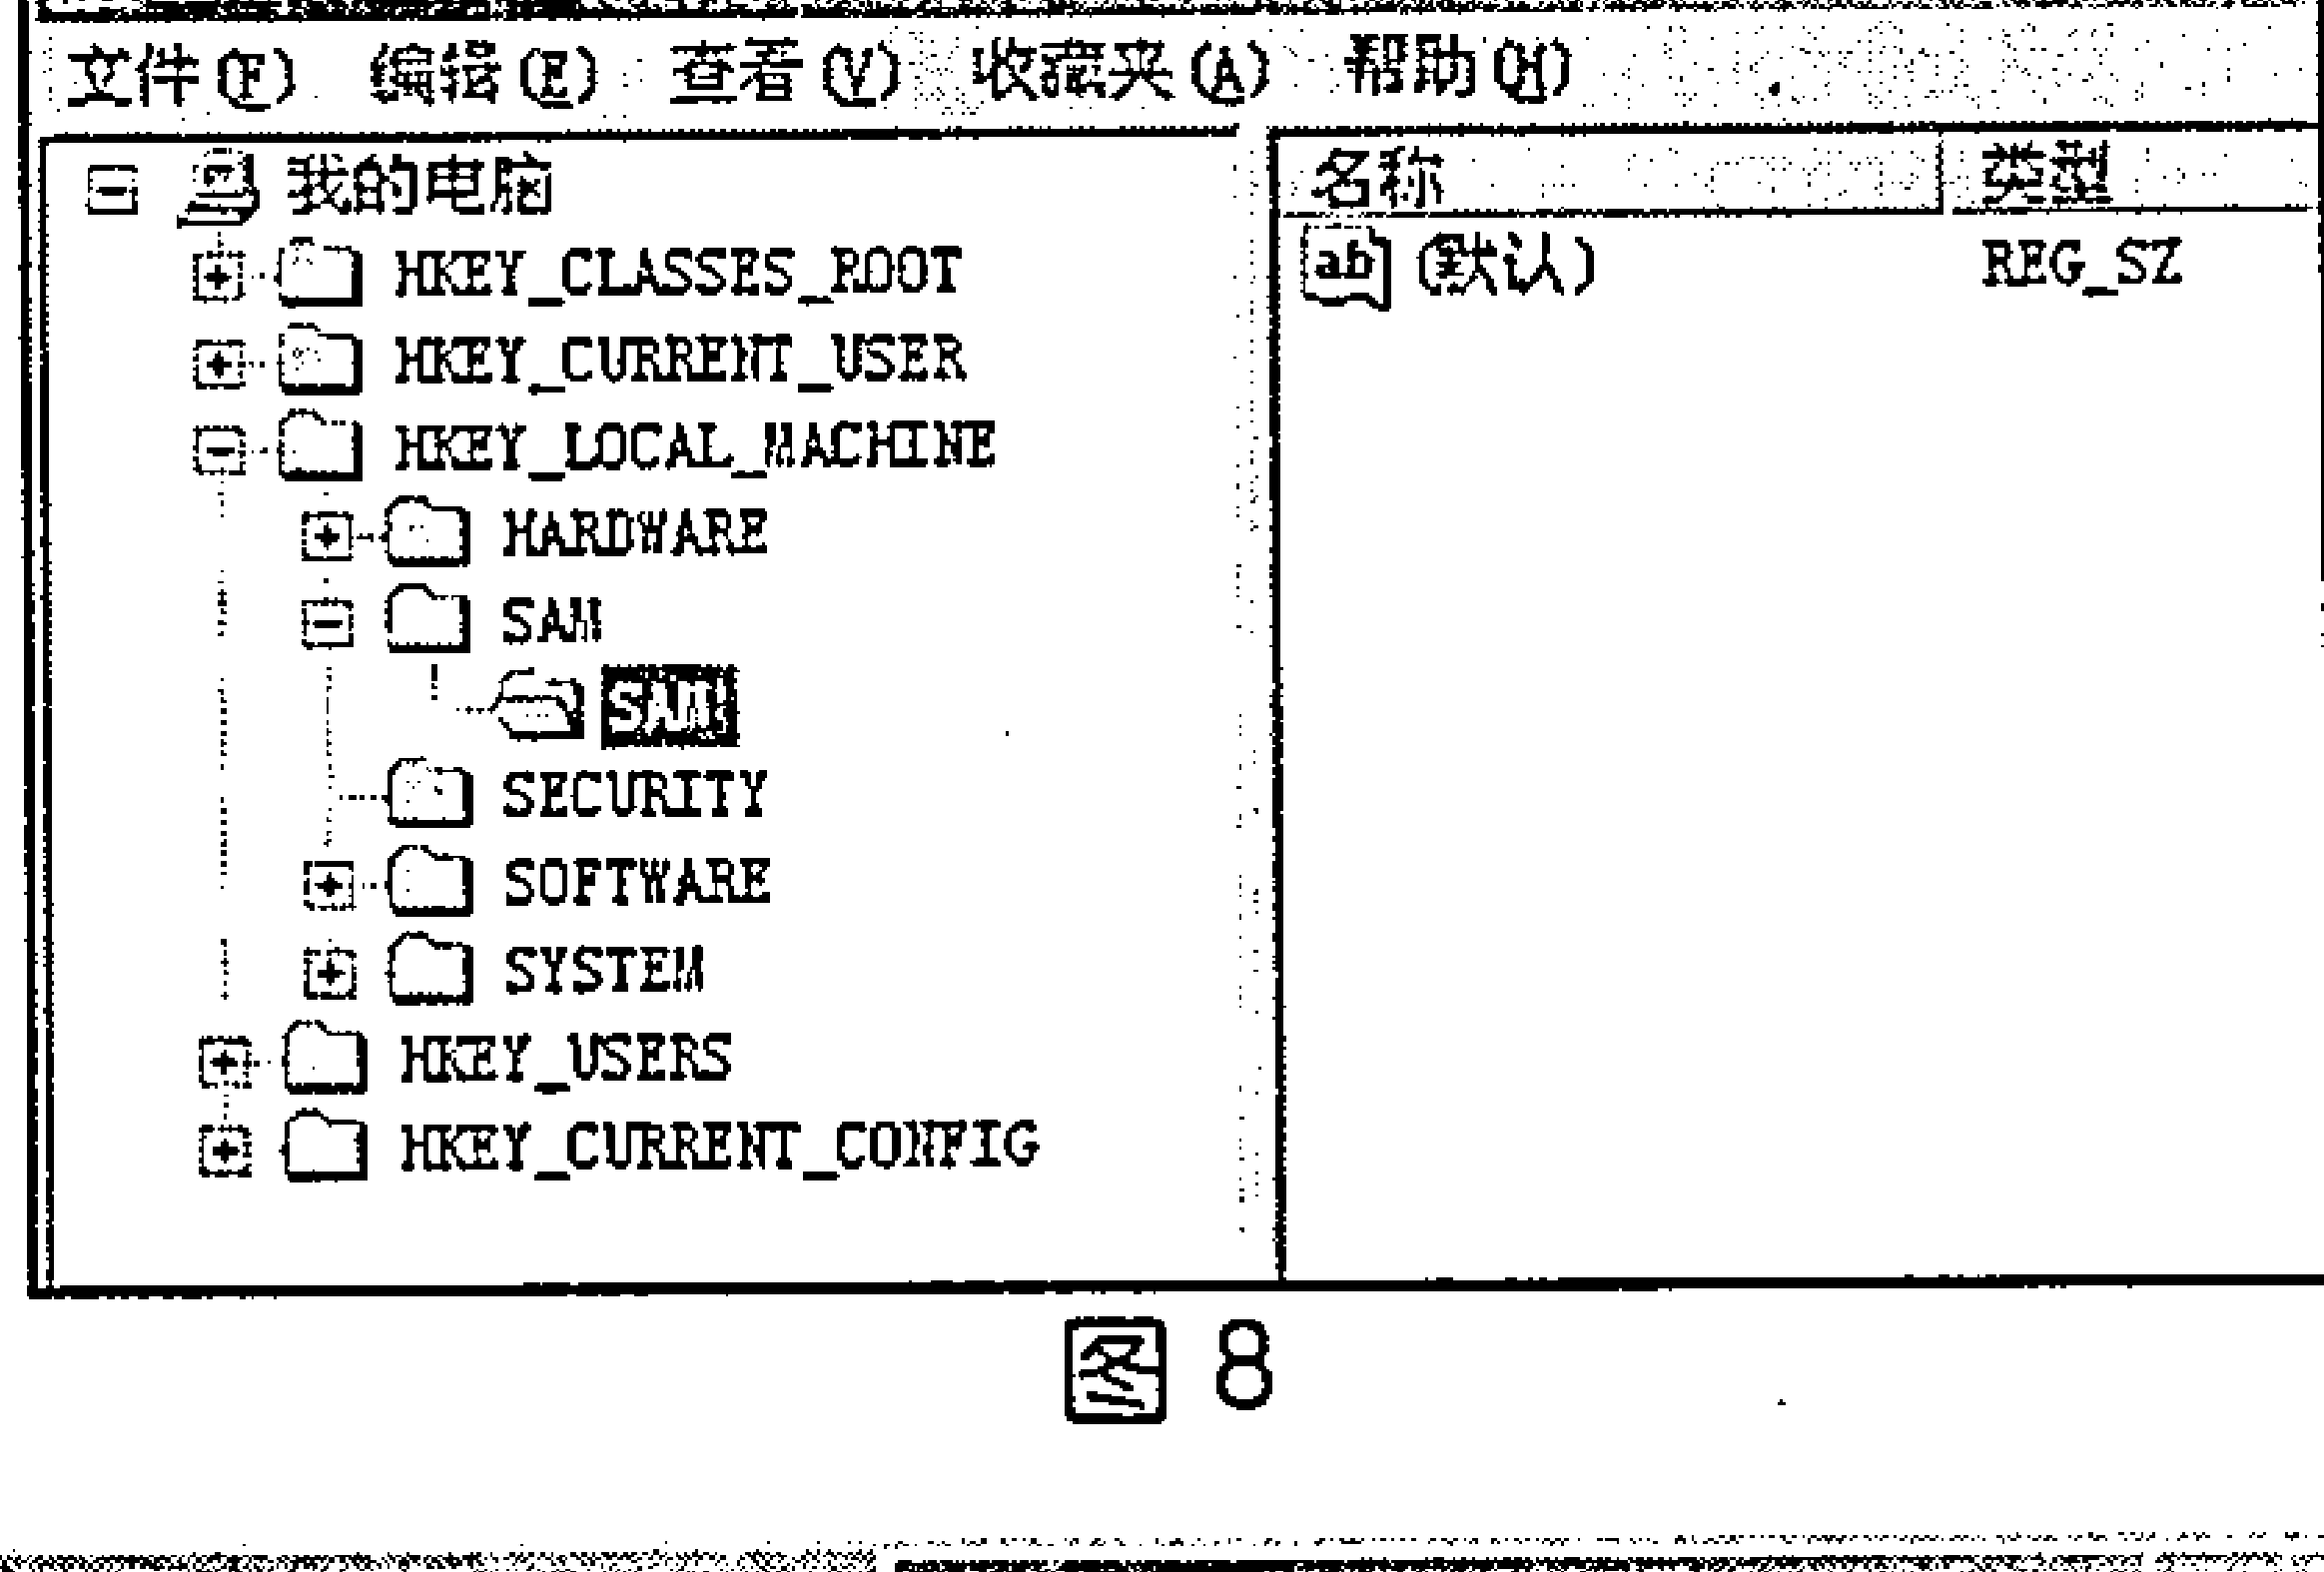 文件(F) 编辑(E) 查看(V) 收藏夹(A) 帮助(H)
我的电脑
HKEY_CLASSES_ROOT
HKEY_CURRENT_USER
HKEY_LOCAL_MACHINE
HARDWARE
SAM
SAM
SECURITY
SOFTWARE
SYSTEM
HKEY_USERS
HKEY_CURRENT_CONFIG
名称 类型
ab (默认) REG_SZ
图 8